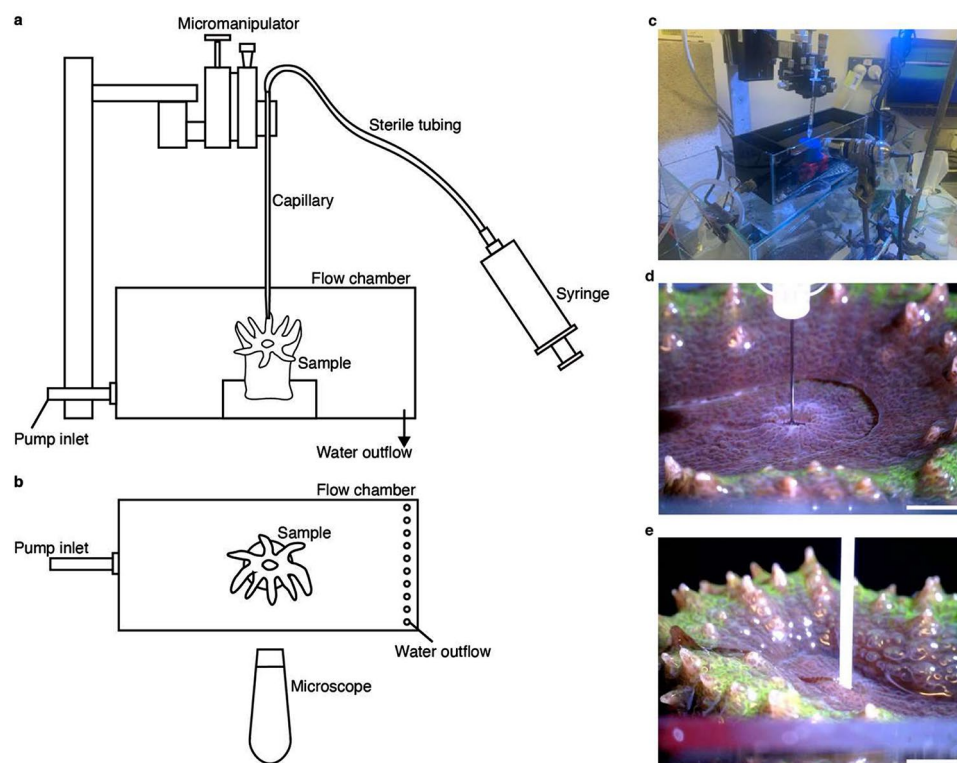 a
Micromanipulator
Sterile tubing
Capillary
Flow chamber
Syringe
Sample
Pump inlet
Water outflow
b
Flow chamber
Sample
Pump inlet
Water outflow
Microscope
c
d
e